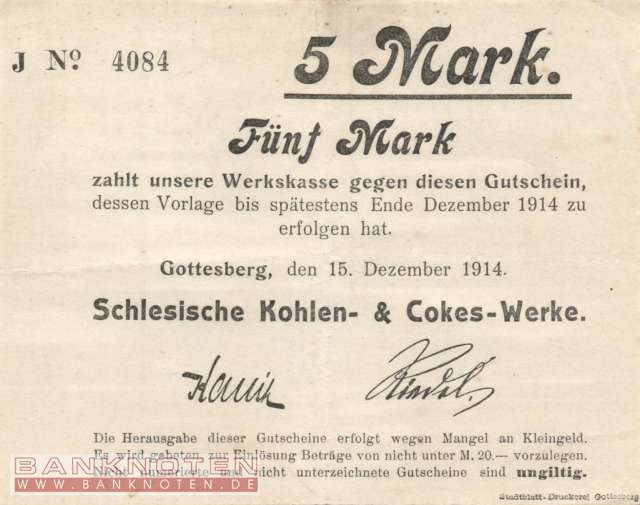 J Nº 4084
5 Mark.
Fünf Mark
zahlt unsere Werkskasse gegen diesen Gutschein,
dessen Vorlage bis spätestens Ende Dezember 1914 zu
erfolgen hat.
Gottesberg, den 15. Dezember 1914.
Schlesische Kohlen- & Cokes-Werke.
Die Herausgabe dieser Gutscheine erfolgt wegen Mangel an Kleingeld.
Es wird gebeten zur Einlösung Beträge von nicht unter M. 20.— vorzulegen.
Nicht numerierte und nicht unterzeichnete Gutscheine sind ungiltig.
BANKNOTEN
WWW.BANKNOTEN.DE
Stadtblatt-Druckerei Gottesberg